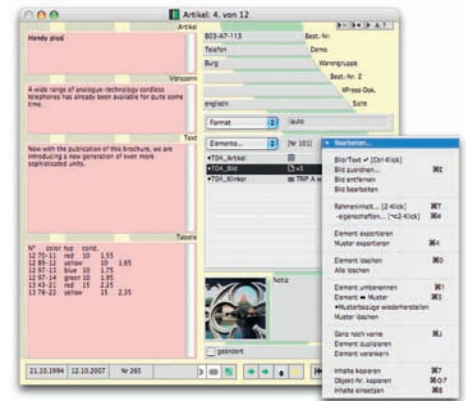 Artikel: 4. von 12
Artikel
Handy plus
Vorspann
A wide range of analogue-technology cordless
telephones has already been available for quite some
time.
Text
Now with the publication of this brochure, we are
introducing a new generation of even more
sophisticated units.
Tabelle
N° color typ cond.
12 70-11 red 10 1,55
12 89-12 yellow 10 1,65
12 97-13 blue 10 1,75
12 97-14 green 10 1,95
13 45-21 red 15 2,25
13 78-22 yellow 15 2,35
21.10.1994 12.10.2007 Nr 265
803-A7-113 Best.-Nr.
Telefon Demo
Burg Warengruppe
Best.-Nr. 2
XPress-Dok.
englisch Sicht
Format lauto
Elemente... [Nr 101]
•T04_Artikel
•T04_Bild
•T04_Klinker
Notiz
geändert
Bearbeiten...
Bild/Text ✓ [Ctrl-Klick]
Bild zuordnen...
Bild entfernen
Bild bearbeiten
Rahmeninhalt... [2-Klick]
-eigenschaften... [⌥2-Klick]
Element exportieren
Muster exportieren
Element löschen
Alle löschen
Element umbenennen
Element ⬌ Muster
•Musterbezüge wiederherstellen
Muster löschen
Ganz nach vorne
Element duplizieren
Element verankern
Inhalte kopieren
Objekt-Nr. kopieren
Inhalte einsetzen